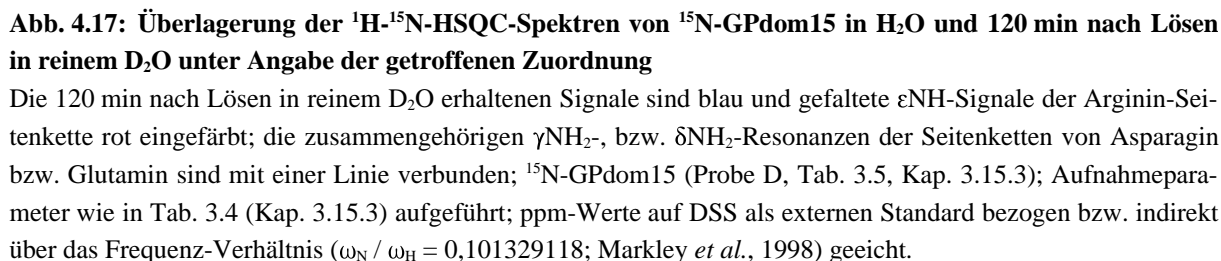 Abb. 4.17: Überlagerung der ¹H-¹⁵N-HSQC-Spektren von ¹⁵N-GPdom15 in H₂O und 120 min nach Lösen
in reinem D₂O unter Angabe der getroffenen Zuordnung
Die 120 min nach Lösen in reinem D₂O erhaltenen Signale sind blau und gefaltete εNH-Signale der Arginin-Sei-
tenkette rot eingefärbt; die zusammengehörigen γNH₂-, bzw. δNH₂-Resonanzen der Seitenketten von Asparagin
bzw. Glutamin sind mit einer Linie verbunden; ¹⁵N-GPdom15 (Probe D, Tab. 3.5, Kap. 3.15.3); Aufnahmepara-
meter wie in Tab. 3.4 (Kap. 3.15.3) aufgeführt; ppm-Werte auf DSS als externen Standard bezogen bzw. indirekt
über das Frequenz-Verhältnis (ω_N / ω_H = 0,101329118; Markley et al., 1998) geeicht.